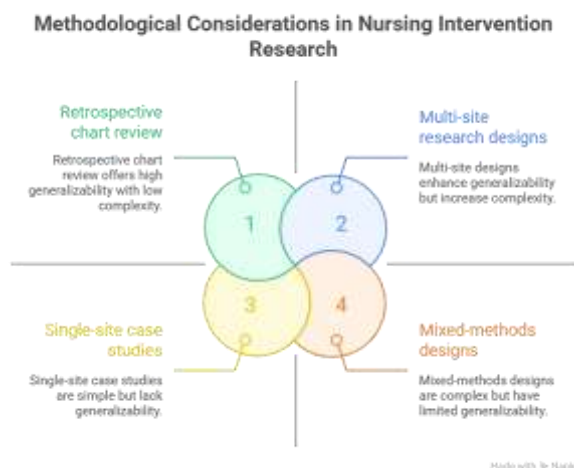 Methodological Considerations in Nursing Intervention
Research
Retrospective
chart review
Retrospective chart
review offers high
generalizability with low
complexity.
Multi-site
research designs
Multi-site designs
enhance generalizability
but increase complexity.
1
2
3
4
Single-site case
studies
Single-site case studies
are simple but lack
generalizability.
Mixed-methods
designs
Mixed-methods designs
are complex but have
limited generalizability.
Made with